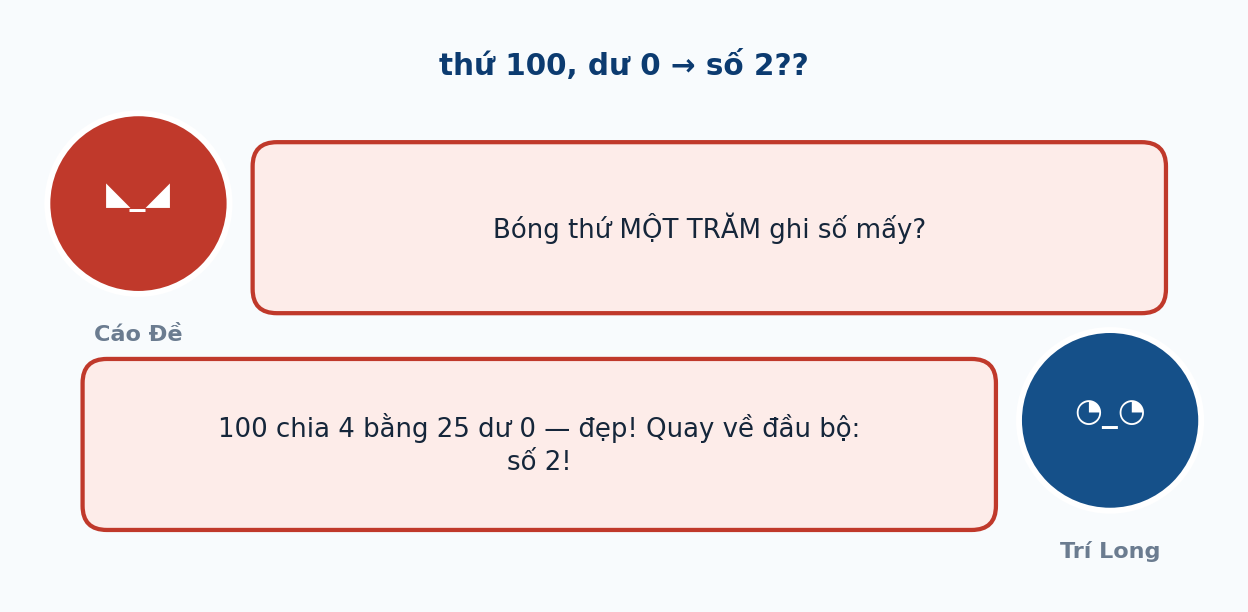 thứ 100, dư 0 → số 2??
Bóng thứ MỘT TRĂM ghi số mấy?
Cáo Đề
100 chia 4 bằng 25 dư 0 — đẹp! Quay về đầu bộ:
số 2!
Trí Long